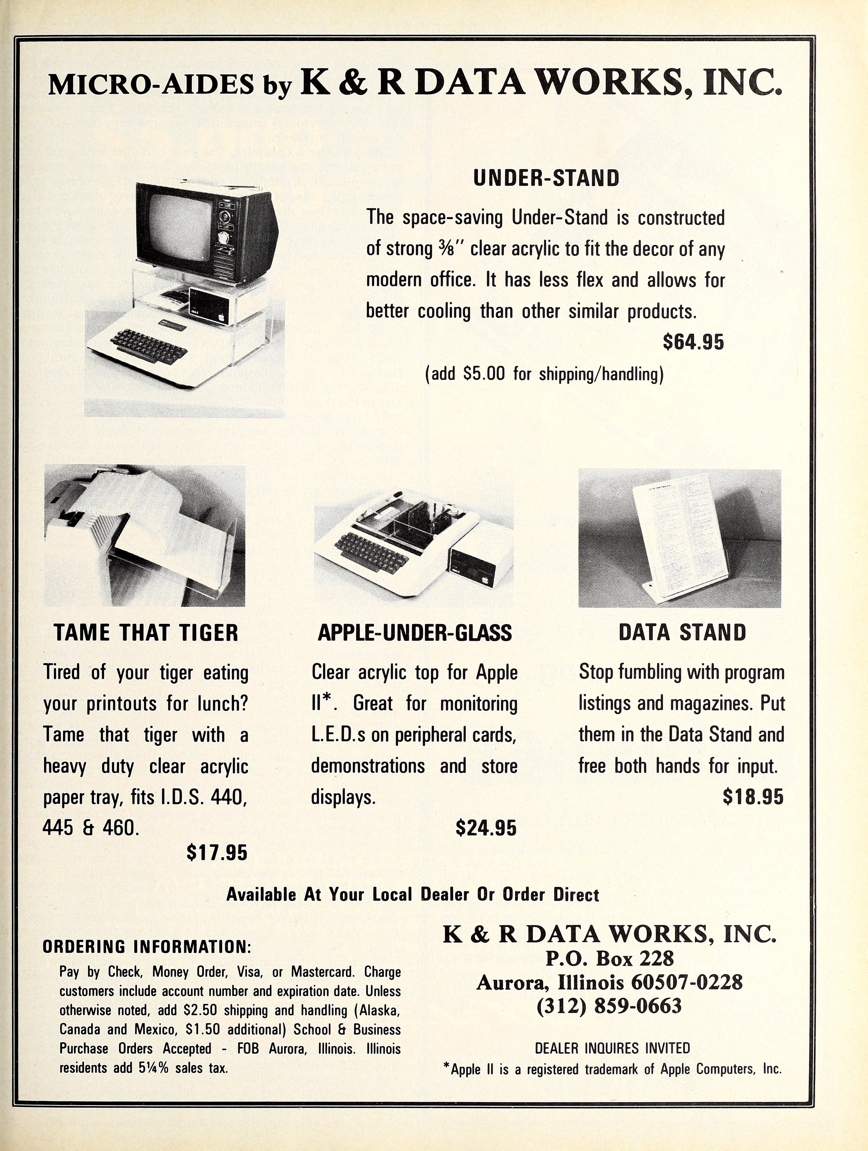 MICRO-AIDES by K & R DATA WORKS, INC.
UNDER-STAND
The space-saving Under-Stand is constructed
of strong ⅜" clear acrylic to fit the decor of any
modern office. It has less flex and allows for
better cooling than other similar products.
$64.95
(add $5.00 for shipping/handling)
TAME THAT TIGER
Tired of your tiger eating
your printouts for lunch?
Tame that tiger with a
heavy duty clear acrylic
paper tray, fits I.D.S. 440,
445 & 460.
$17.95
APPLE-UNDER-GLASS
Clear acrylic top for Apple
II*. Great for monitoring
L.E.D.s on peripheral cards,
demonstrations and store
displays.
$24.95
DATA STAND
Stop fumbling with program
listings and magazines. Put
them in the Data Stand and
free both hands for input.
$18.95
Available At Your Local Dealer Or Order Direct
ORDERING INFORMATION:
Pay by Check, Money Order, Visa, or Mastercard. Charge
customers include account number and expiration date. Unless
otherwise noted, add $2.50 shipping and handling (Alaska,
Canada and Mexico, $1.50 additional) School & Business
Purchase Orders Accepted - FOB Aurora, Illinois. Illinois
residents add 5¼% sales tax.
K & R DATA WORKS, INC.
P.O. Box 228
Aurora, Illinois 60507-0228
(312) 859-0663
DEALER INQUIRES INVITED
*Apple II is a registered trademark of Apple Computers, Inc.